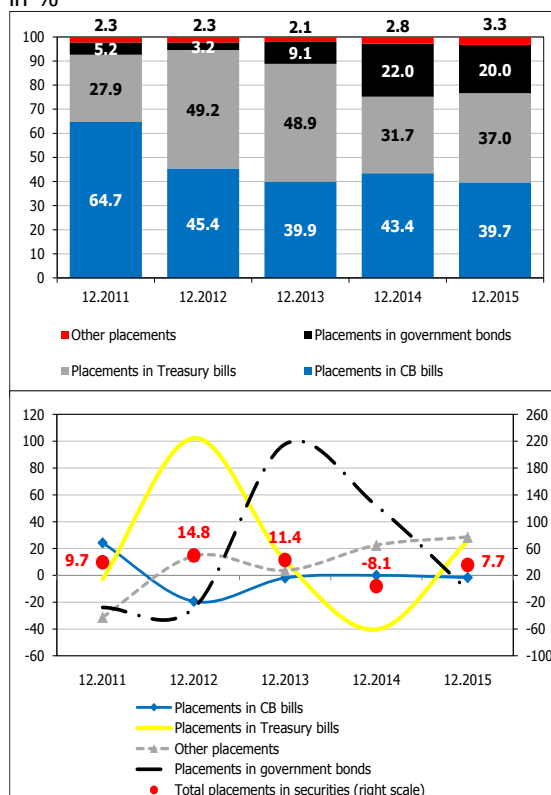 in %
2.3 2.3 2.1 2.8 3.3
100
90
80
70
60
50
40
30
20
10
0
5.2 3.2 9.1 22.0 20.0
27.9 49.2 48.9 31.7 37.0
64.7 45.4 39.9 43.4 39.7
12.2011 12.2012 12.2013 12.2014 12.2015
Other placements Placements in government bonds
Placements in Treasury bills Placements in CB bills
120 220
100 180
80 140
60 100
40 60
20 20
0 -20
-20 -60
-40 -100
-60
9.7 14.8 11.4 -8.1 7.7
12.2011 12.2012 12.2013 12.2014 12.2015
Placements in CB bills
Placements in Treasury bills
Other placements
Placements in government bonds
Total placements in securities (right scale)